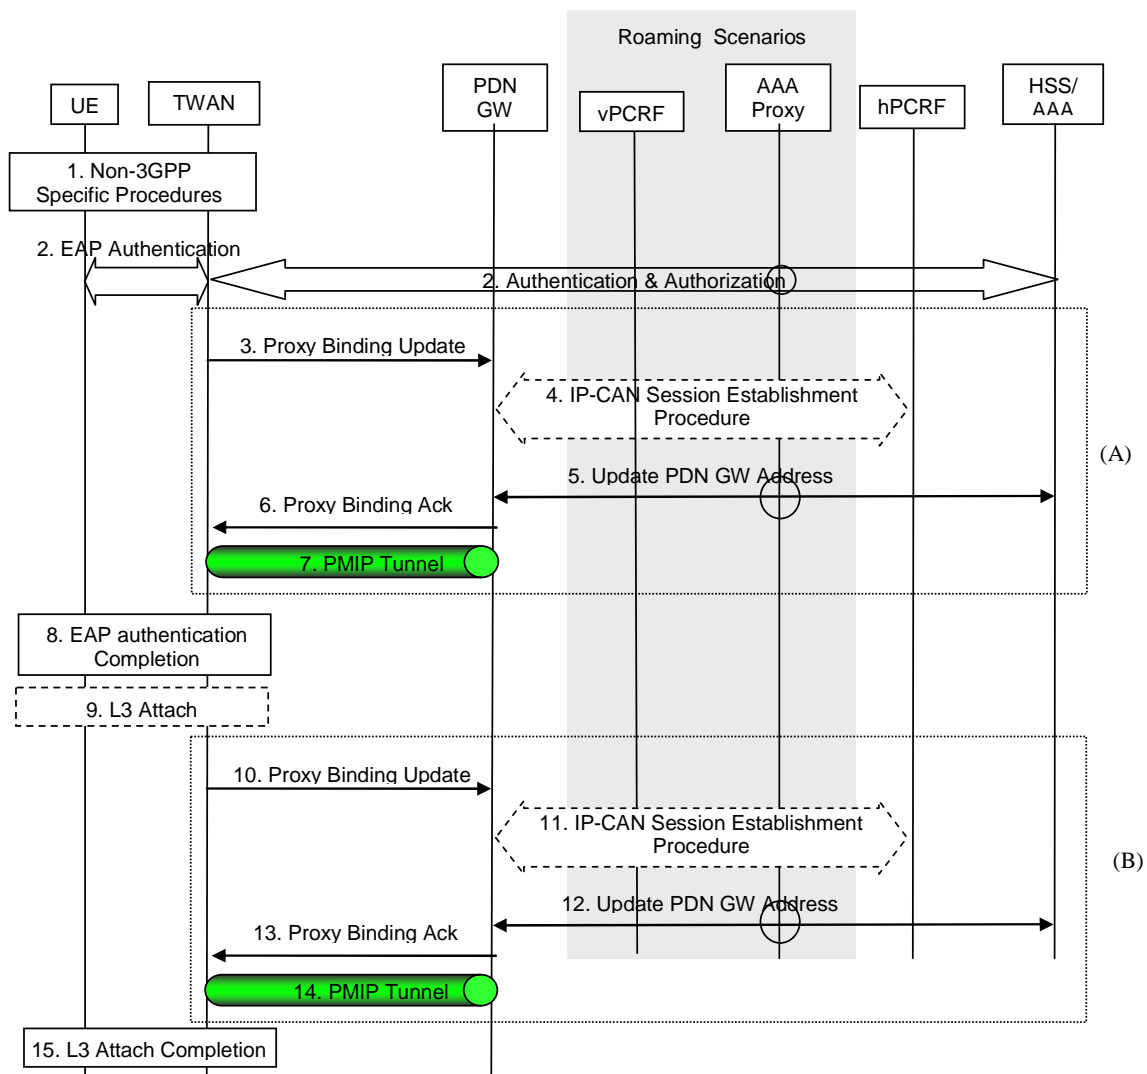 Roaming Scenarios
UE
TWAN
PDN
GW
vPCRF
AAA
Proxy
hPCRF
HSS/
AAA
1. Non-3GPP
Specific Procedures
2. EAP Authentication
2. Authentication & Authorization
3. Proxy Binding Update
4. IP-CAN Session Establishment
Procedure
(A)
5. Update PDN GW Address
6. Proxy Binding Ack
7. PMIP Tunnel
8. EAP authentication
Completion
9. L3 Attach
10. Proxy Binding Update
11. IP-CAN Session Establishment
Procedure
(B)
12. Update PDN GW Address
13. Proxy Binding Ack
14. PMIP Tunnel
15. L3 Attach Completion